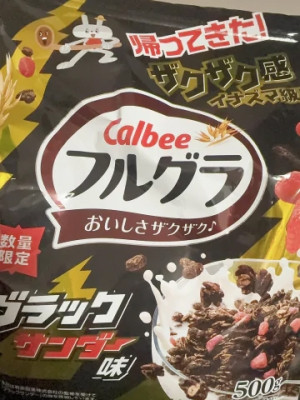 帰ってきた!
ザクザク感
イナズマ級
Calbee
フルグラ
おいしさザクザク♪
数量
限定
ブラック
サンダー
味
500g